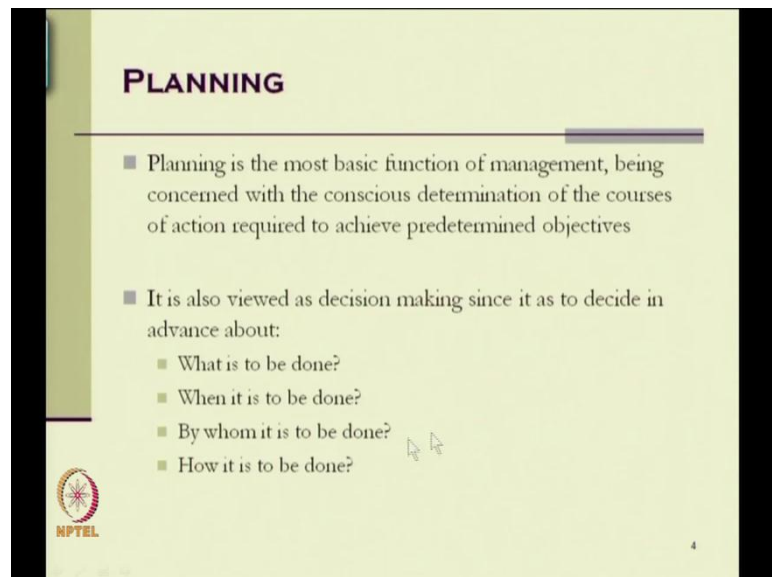 PLANNING
Planning is the most basic function of management, being
concerned with the conscious determination of the courses
of action required to achieve predetermined objectives
It is also viewed as decision making since it as to decide in
advance about:
What is to be done?
When it is to be done?
By whom it is to be done?
How it is to be done?
NPTEL
4